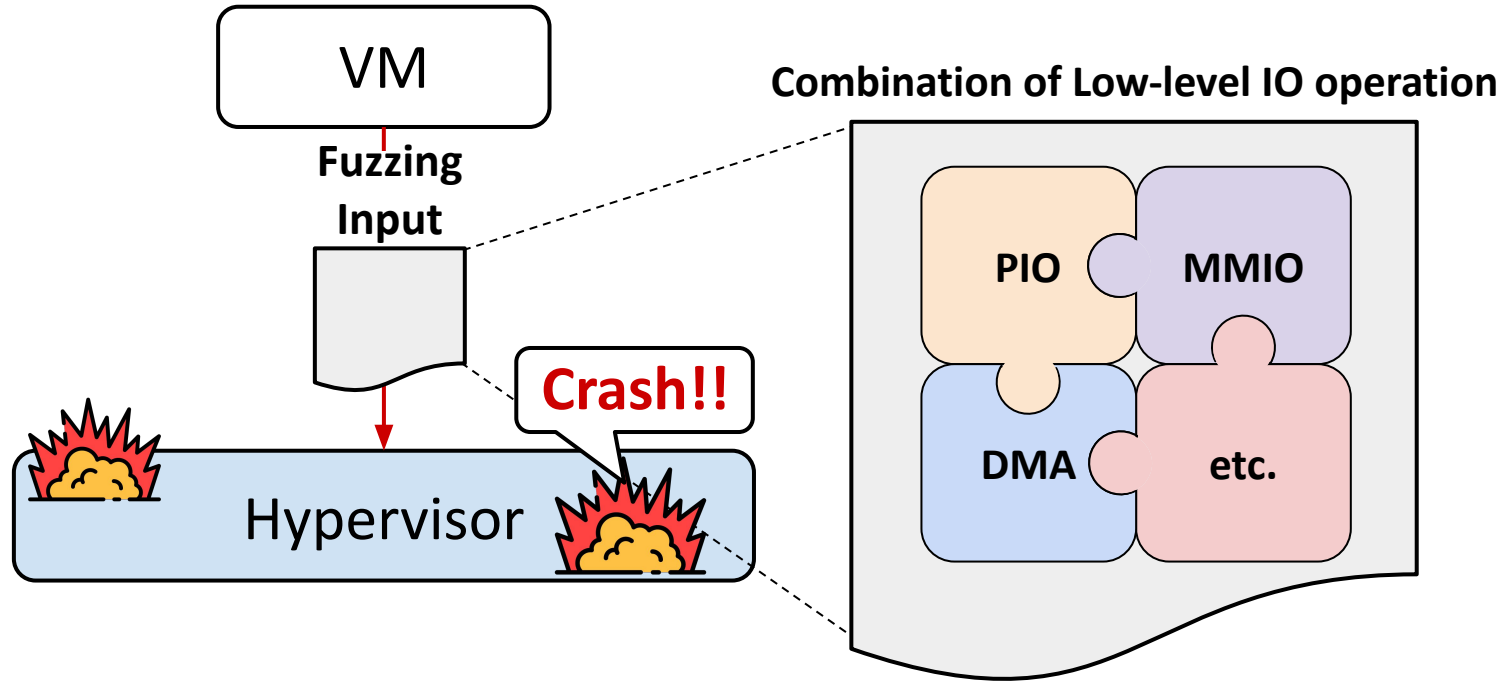 VM
Fuzzing
Input
Crash!!
Hypervisor
Combination of Low-level IO operation
PIO
MMIO
DMA
etc.